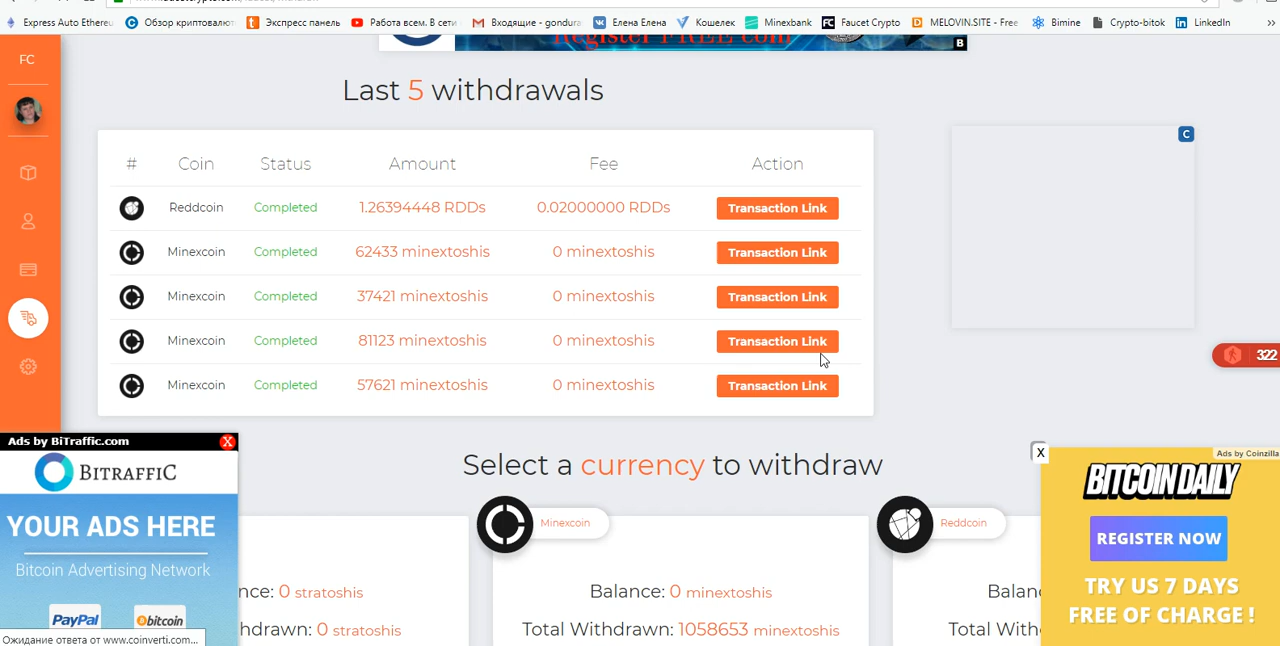 Express Auto Ethereu
Обзор криптовалют
Экспресс панель
Работа всем. В сети
Входящие - gondura
Елена Елена
Кошелек
Minexbank
FC Faucet Crypto
MELOVIN.SITE - Free
Bimine
Crypto-bitok
LinkedIn
»
FC
Register FREE com
B
Last 5 withdrawals
C
# Coin Status Amount Fee Action
Reddcoin Completed 1.26394448 RDDs 0.02000000 RDDs Transaction Link
Minexcoin Completed 62433 minextoshis 0 minextoshis Transaction Link
Minexcoin Completed 37421 minextoshis 0 minextoshis Transaction Link
Minexcoin Completed 81123 minextoshis 0 minextoshis Transaction Link
322
Minexcoin Completed 57621 minextoshis 0 minextoshis Transaction Link
Ads by BiTraffic.com X
BITRAFFIC
YOUR ADS HERE
Bitcoin Advertising Network
PayPal bitcoin
Ожидание ответа от www.coinverti.com...
Select a currency to withdraw
Minexcoin
Reddcoin
nce: 0 stratoshis
hdrawn: 0 stratoshis
Balance: 0 minextoshis
Total Withdrawn: 1058653 minextoshis
Balan
Total With
X
Ads by Coinzilla
BITCOIN DAILY
REGISTER NOW
TRY US 7 DAYS
FREE OF CHARGE !